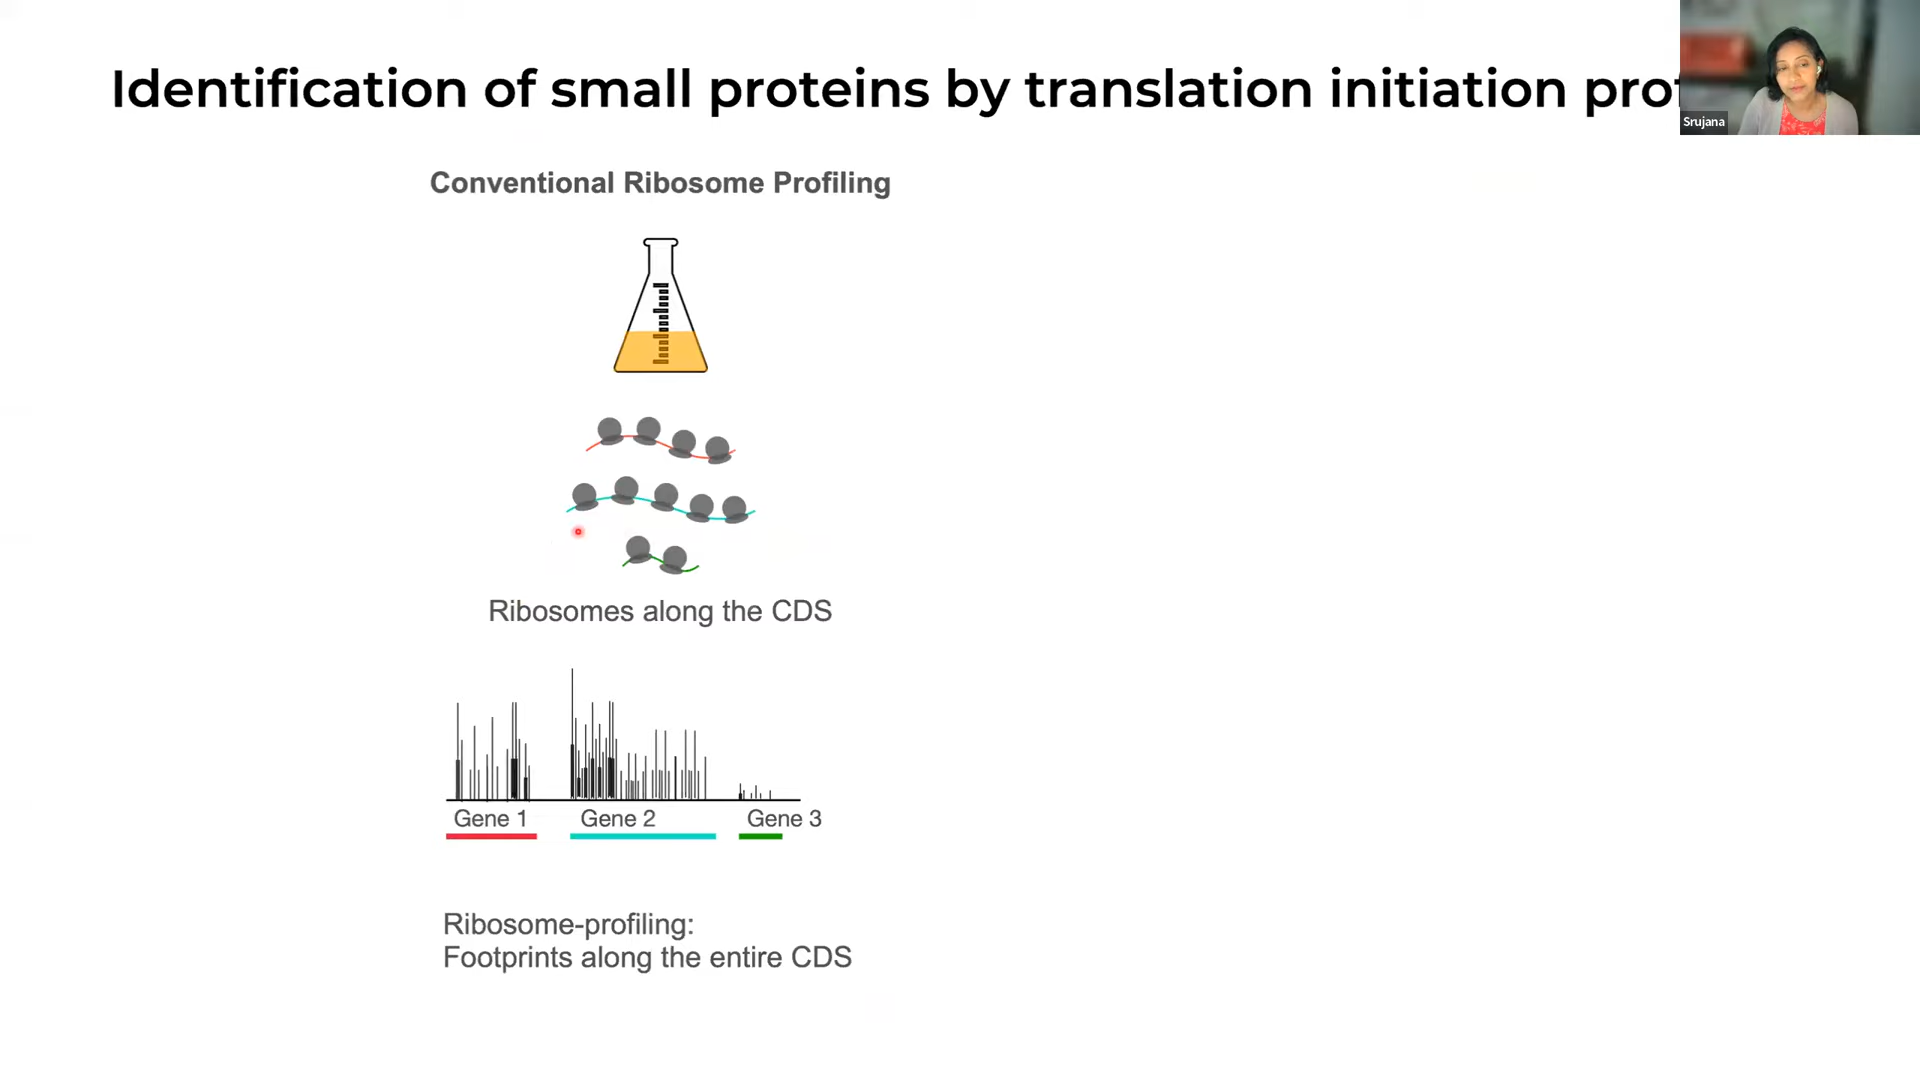 Identification of small proteins by translation initiation
Srujana
Conventional Ribosome Profiling
Ribosomes along the CDS
Gene 1 Gene 2 Gene 3
Ribosome-profiling:
Footprints along the entire CDS